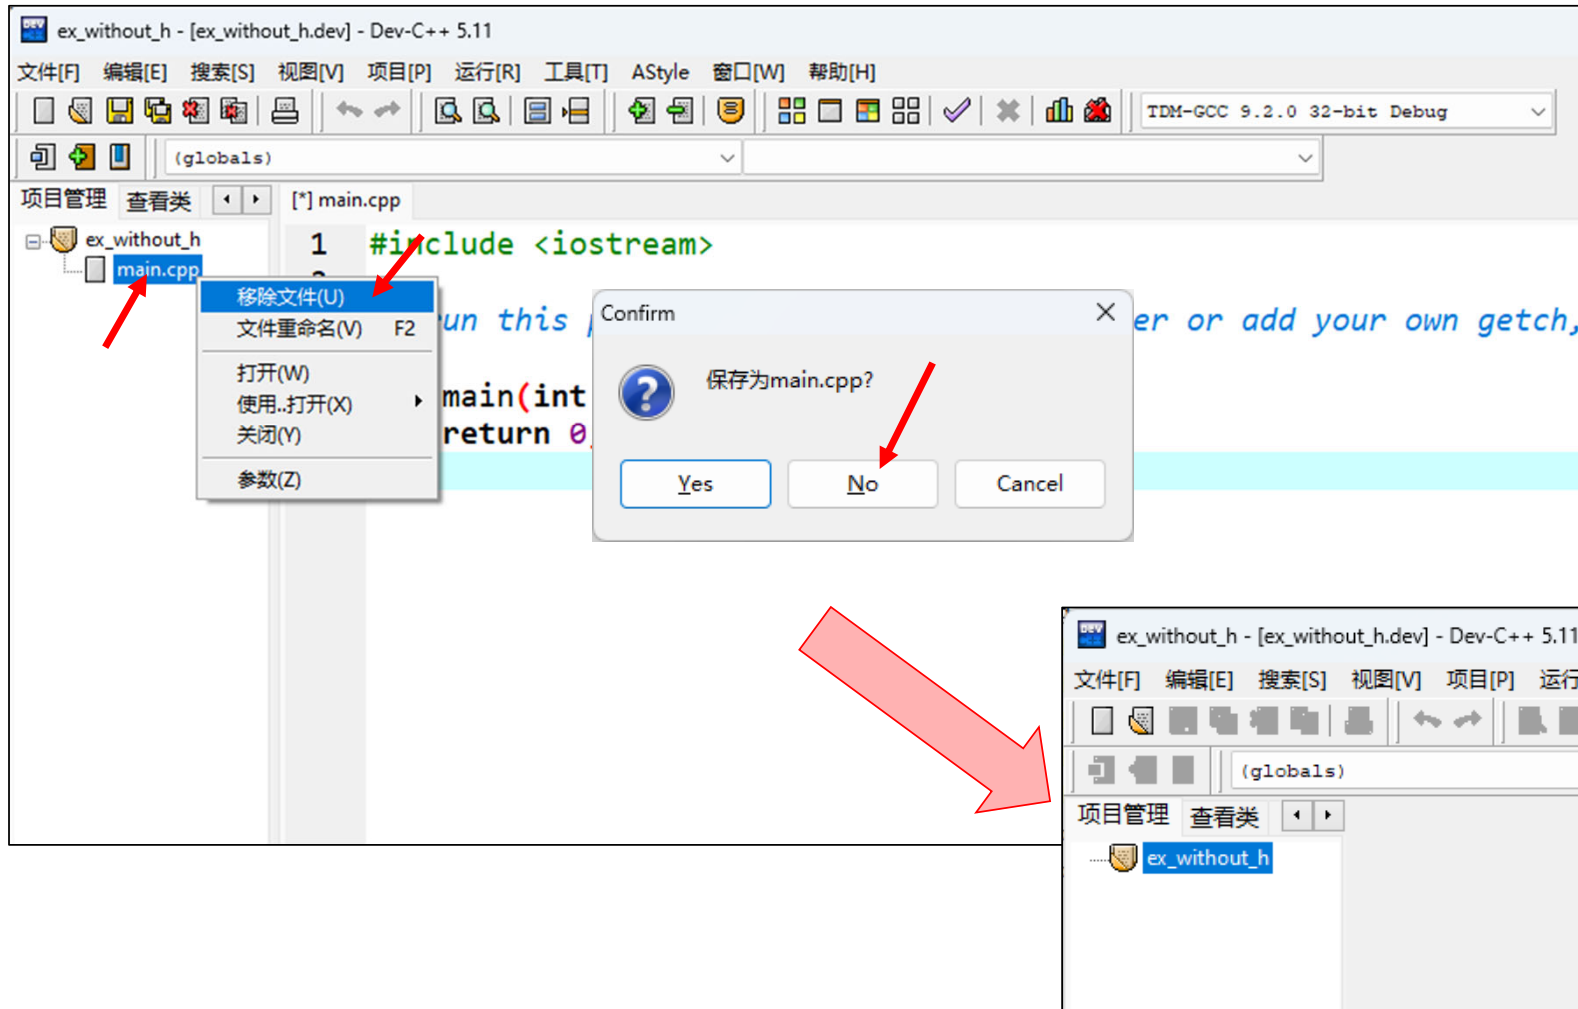 ex_without_h - [ex_without_h.dev] - Dev-C++ 5.11
文件[F] 编辑[E] 搜索[S] 视图[V] 项目[P] 运行[R] 工具[T] AStyle 窗口[W] 帮助[H]
TDM-GCC 9.2.0 32-bit Debug
(globals)
项目管理 查看类 [*] main.cpp
ex_without_h
main.cpp
1 #include <iostream>
移除文件(U)
文件重命名(V) F2
打开(W)
使用..打开(X)
关闭(Y)
参数(Z)
un this
er or add your own getch,
main(int
return 0
Confirm
保存为main.cpp?
Yes No Cancel
ex_without_h - [ex_without_h.dev] - Dev-C++ 5.11
文件[F] 编辑[E] 搜索[S] 视图[V] 项目[P] 运行
(globals)
项目管理 查看类
ex_without_h